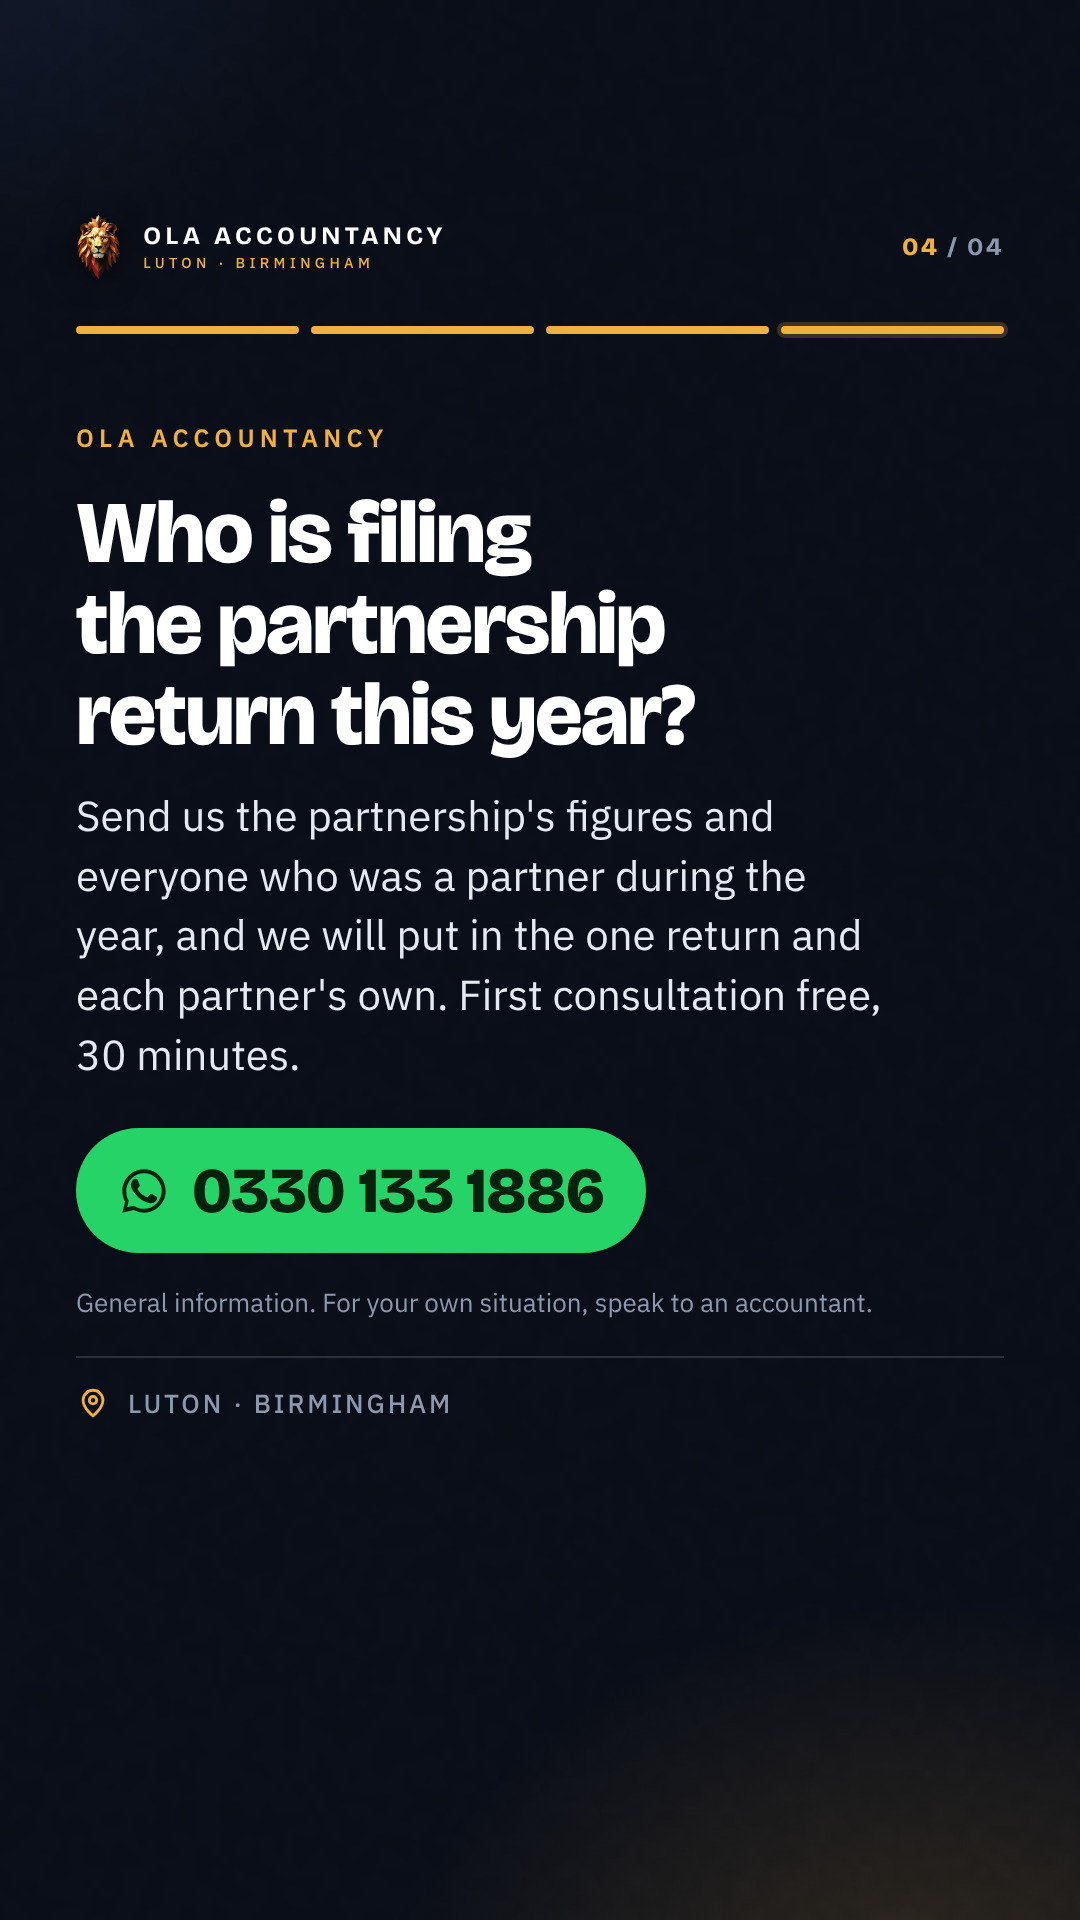 OLA ACCOUNTANCY
LUTON · BIRMINGHAM
04 / 04
OLA ACCOUNTANCY
Who is filing
the partnership
return this year?
Send us the partnership's figures and
everyone who was a partner during the
year, and we will put in the one return and
each partner's own. First consultation free,
30 minutes.
0330 133 1886
General information. For your own situation, speak to an accountant.
LUTON · BIRMINGHAM